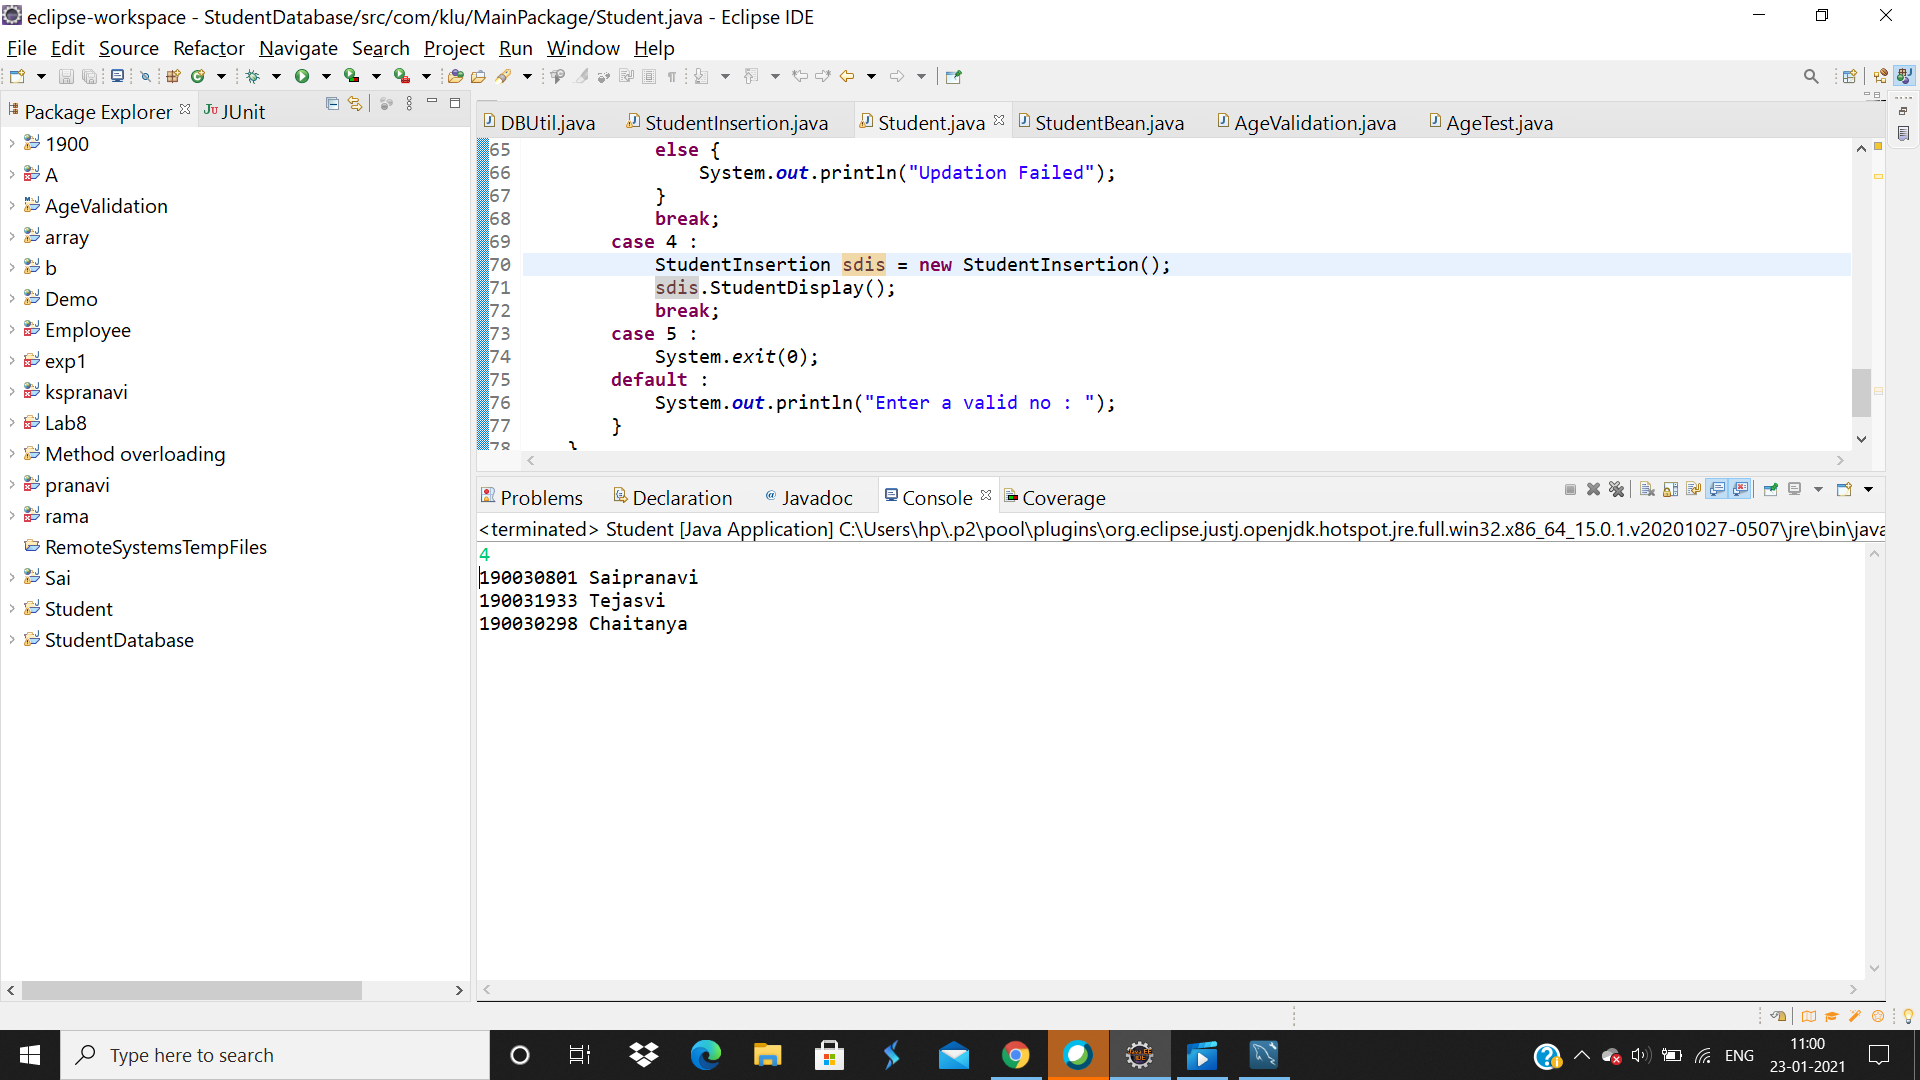 eclipse-workspace - StudentDatabase/src/com/klu/MainPackage/Student.java - Eclipse IDE
File Edit Source Refactor Navigate Search Project Run Window Help
Package Explorer
JUnit
1900
A
AgeValidation
array
b
Demo
Employee
exp1
kspranavi
Lab8
Method overloading
pranavi
rama
RemoteSystemsTempFiles
Sai
Student
StudentDatabase
DBUtil.java StudentInsertion.java Student.java StudentBean.java AgeValidation.java AgeTest.java
65 else {
66 System.out.println("Updation Failed");
67 }
68 break;
69 case 4 :
70 StudentInsertion sdis = new StudentInsertion();
71 sdis.StudentDisplay();
72 break;
73 case 5 :
74 System.exit(0);
75 default :
76 System.out.println("Enter a valid no : ");
77 }
78 }
Problems Declaration Javadoc Console Coverage
<terminated> Student [Java Application] C:\Users\hp\.p2\pool\plugins\org.eclipse.justj.openjdk.hotspot.jre.full.win32.x86_64_15.0.1.v20201027-0507\jre\bin\java
4
190030801 Saipranavi
190031933 Tejasvi
190030298 Chaitanya
Type here to search
ENG
11:00
23-01-2021